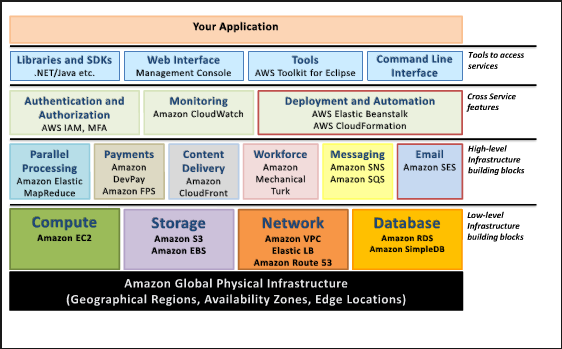 Your Application
Libraries and SDKs
.NET/Java etc.
Web Interface
Management Console
Tools
AWS Toolkit for Eclipse
Command Line
Interface
Tools to access
services
Authentication and
Authorization
AWS IAM, MFA
Monitoring
Amazon CloudWatch
Deployment and Automation
AWS Elastic Beanstalk
AWS CloudFormation
Cross Service
features
Parallel
Processing
Amazon Elastic
MapReduce
Payments
Amazon
DevPay
Amazon FPS
Content
Delivery
Amazon
CloudFront
Workforce
Amazon
Mechanical
Turk
Messaging
Amazon SNS
Amazon SQS
Email
Amazon SES
High-level
Infrastructure
building blocks
Compute
Amazon EC2
Storage
Amazon S3
Amazon EBS
Network
Amazon VPC
Elastic LB
Amazon Route 53
Database
Amazon RDS
Amazon SimpleDB
Low-level
Infrastructure
building blocks
Amazon Global Physical Infrastructure
(Geographical Regions, Availability Zones, Edge Locations)